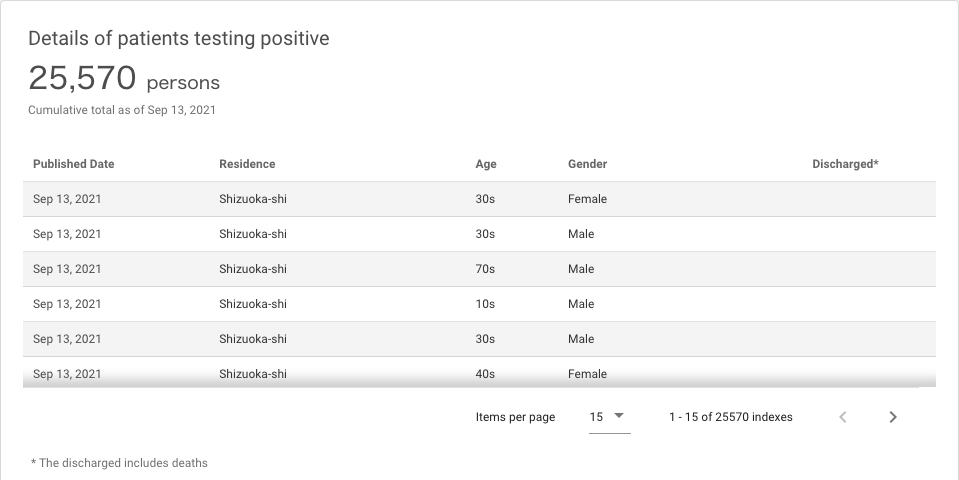 Details of patients testing positive
25,570 persons
Cumulative total as of Sep 13, 2021
Published Date Residence Age Gender Discharged*
Sep 13, 2021 Shizuoka-shi 30s Female
Sep 13, 2021 Shizuoka-shi 30s Male
Sep 13, 2021 Shizuoka-shi 70s Male
Sep 13, 2021 Shizuoka-shi 10s Male
Sep 13, 2021 Shizuoka-shi 30s Male
Sep 13, 2021 Shizuoka-shi 40s Female
Items per page 15 1 - 15 of 25570 indexes
* The discharged includes deaths